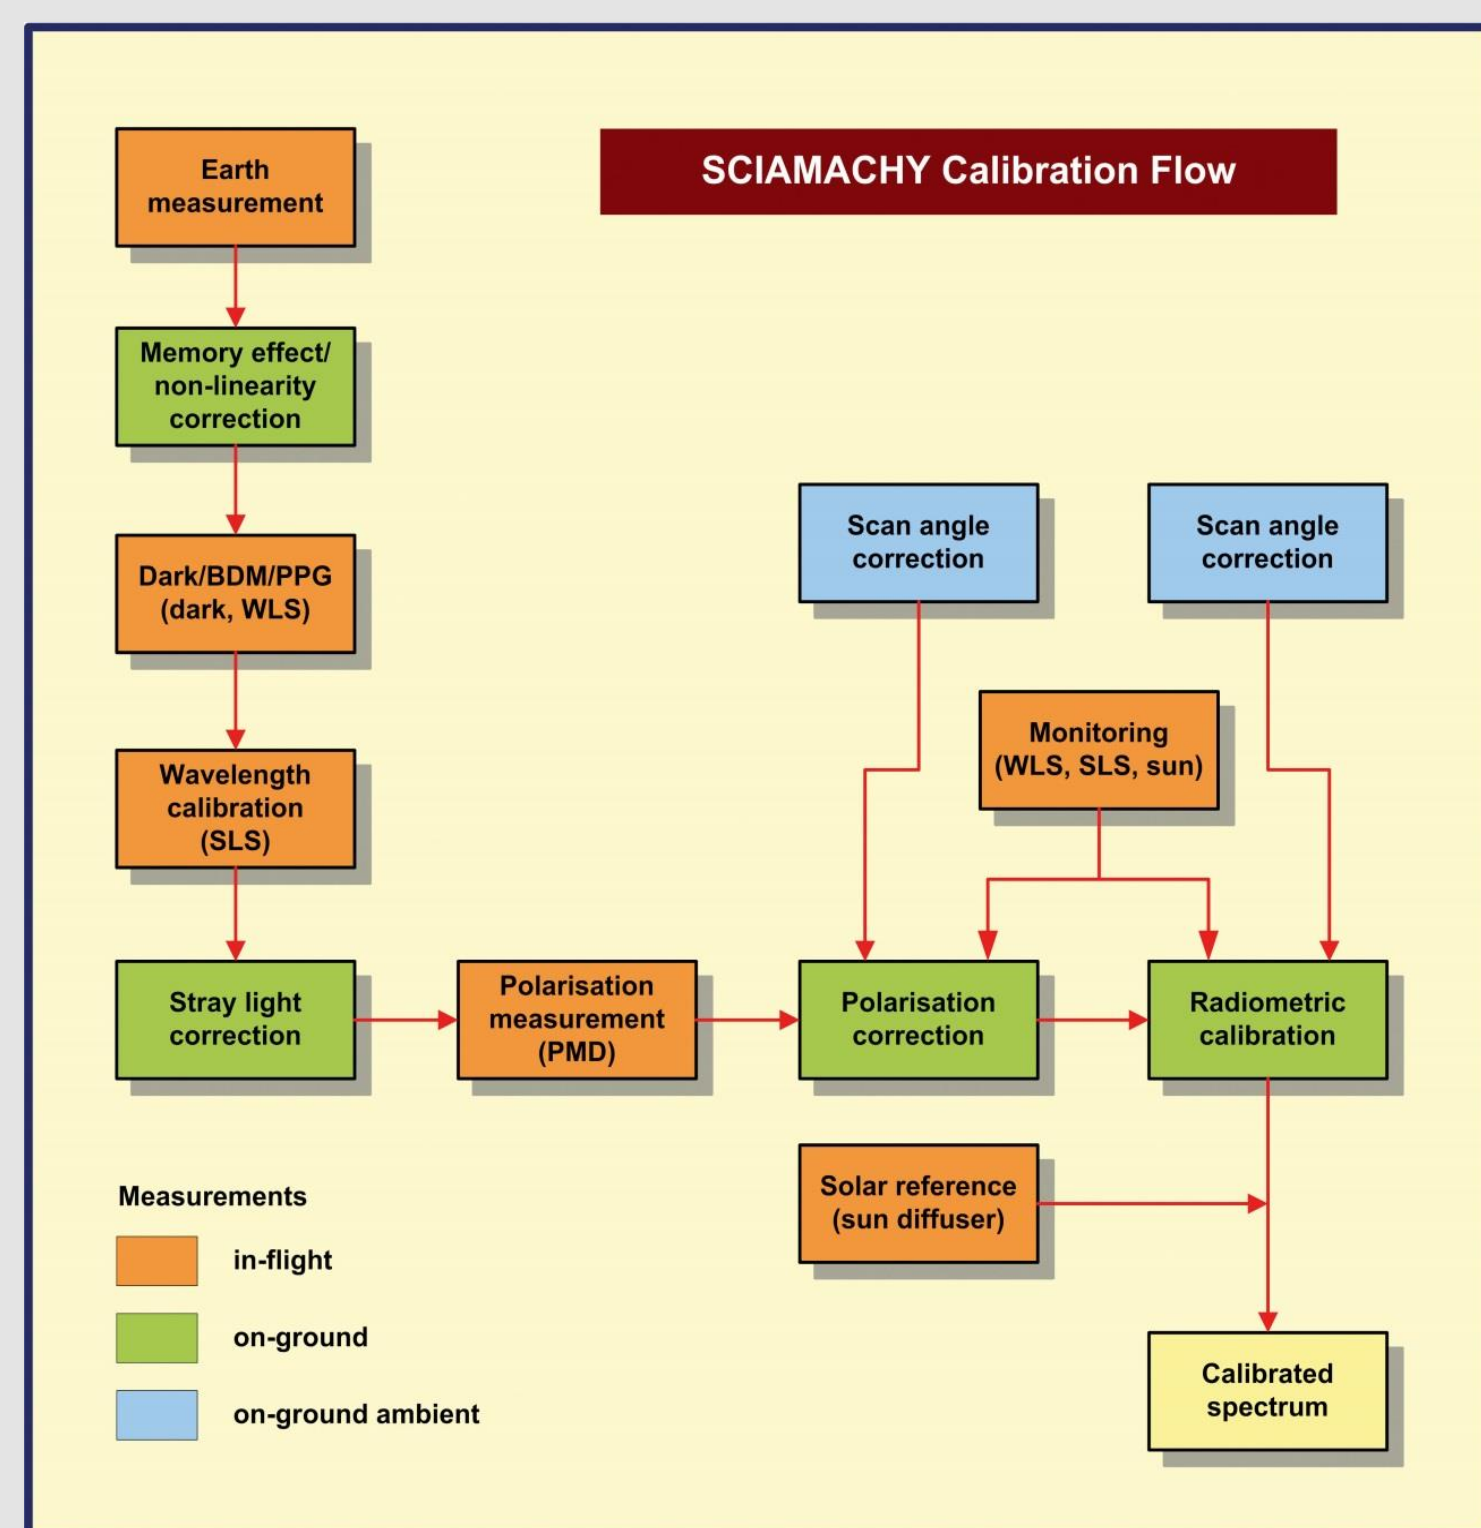 SCIAMACHY Calibration Flow
Earth
measurement
Memory effect/
non-linearity
correction
Dark/BDM/PPG
(dark, WLS)
Wavelength
calibration
(SLS)
Stray light
correction
Polarisation
measurement
(PMD)
Scan angle
correction
Scan angle
correction
Monitoring
(WLS, SLS, sun)
Polarisation
correction
Radiometric
calibration
Solar reference
(sun diffuser)
Calibrated
spectrum
Measurements
in-flight
on-ground
on-ground ambient